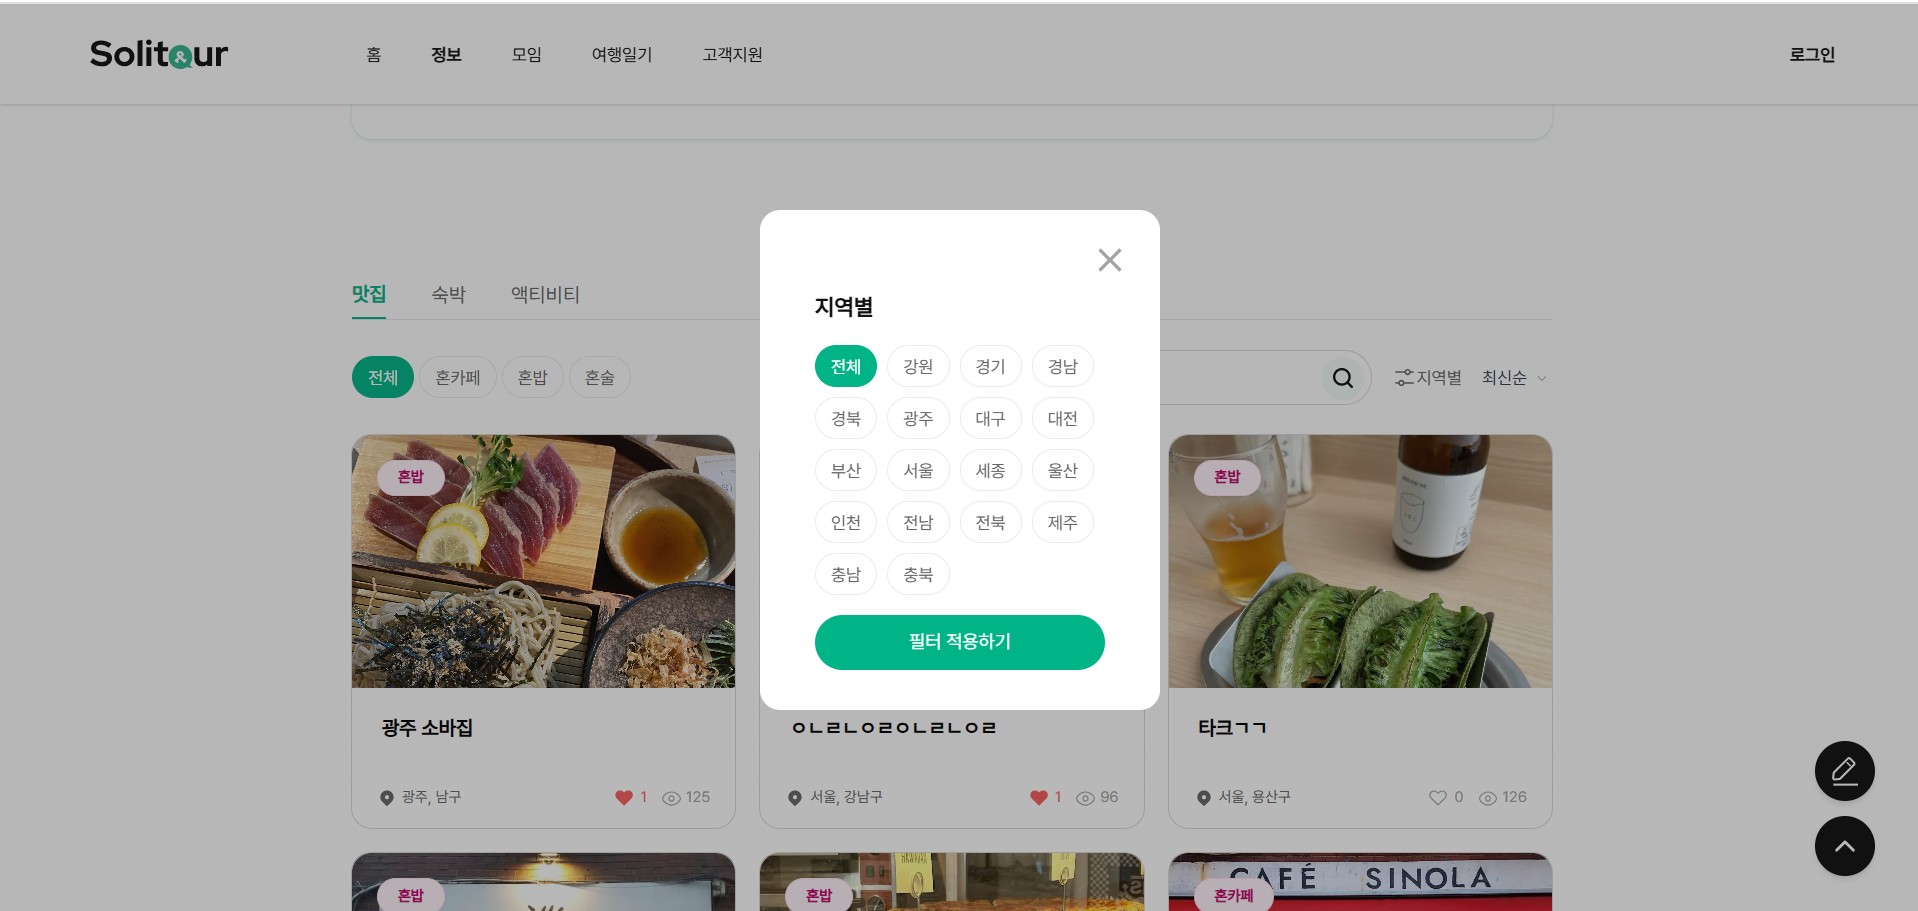 Solitour
홈 정보 모임 여행일기 고객지원 로그인
맛집 숙박 액티비티
전체 혼카페 혼밥 혼술
지역별 최신순
지역별
전체 강원 경기 경남
경북 광주 대구 대전
부산 서울 세종 울산
인천 전남 전북 제주
충남 충북
필터 적용하기
혼밥
혼밥
광주 소바집
ㅇㄴㄹㄴㅇㄹㅇㄴㄹㄴㅇㄹ
타크ㄱㄱ
광주, 남구 1 125
서울, 강남구 1 96
서울, 용산구 0 126
혼밥
혼밥
혼카페
CAFÉ SINOLA